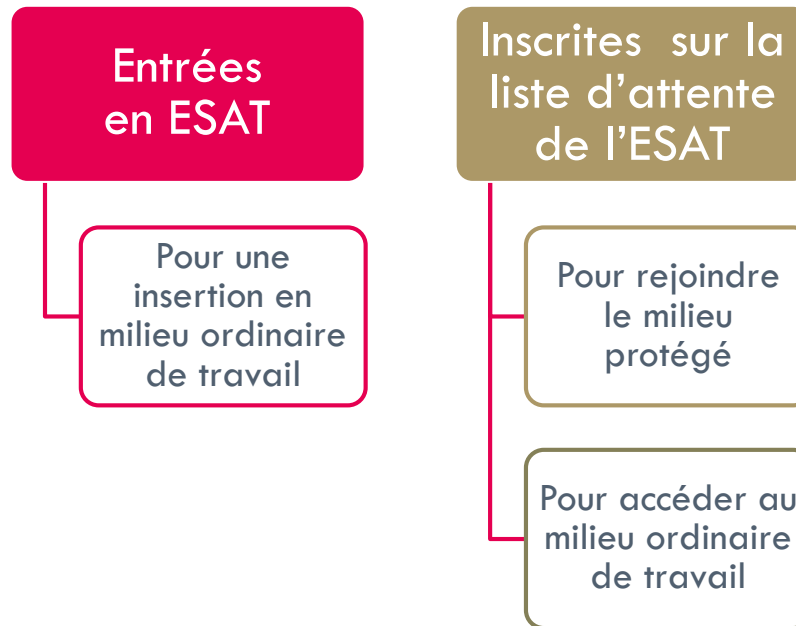 Entrées
en ESAT
Pour une
insertion en
milieu ordinaire
de travail
Inscrites sur la
liste d’attente
de l’ESAT
Pour rejoindre
le milieu
protégé
Pour accéder au
milieu ordinaire
de travail